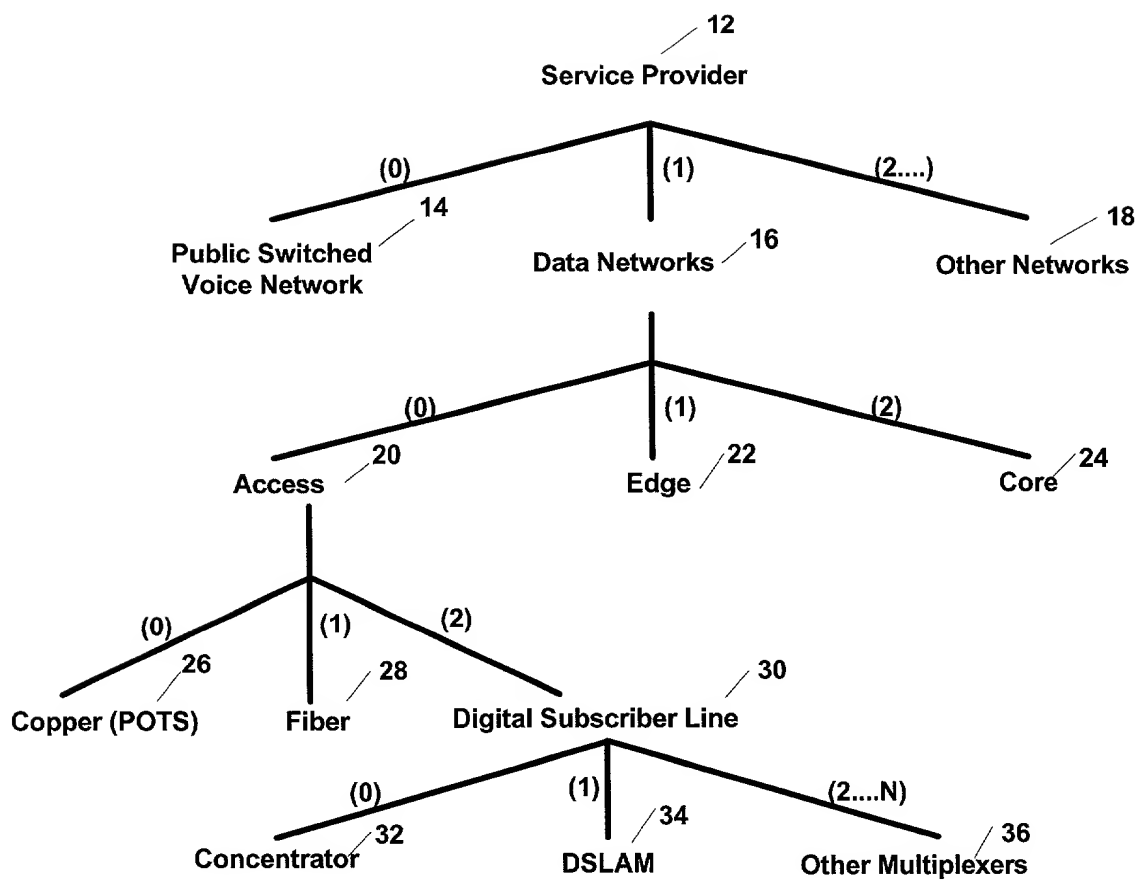 12
Service Provider
(0)
(1)
(2....)
14
16
18
Public Switched
Voice Network
Data Networks
Other Networks
(0)
(1)
(2)
20
22
24
Access
Edge
Core
(0)
(1)
(2)
26
28
30
Copper (POTS)
Fiber
Digital Subscriber Line
(0)
(1)
(2....N)
32
34
36
Concentrator
DSLAM
Other Multiplexers